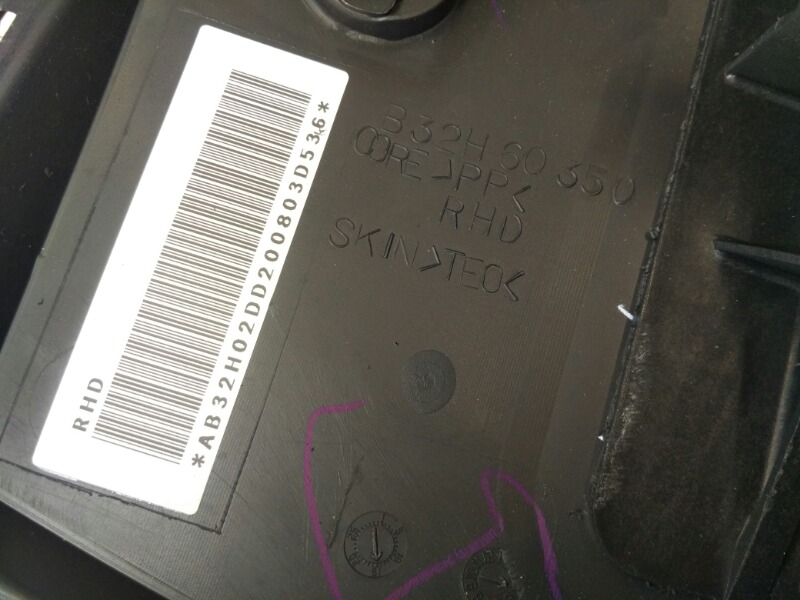 RHD
*AB32H02DD200803D536*
B32H 60 350
CORE >PP<
RHD
SKIN >TEO<